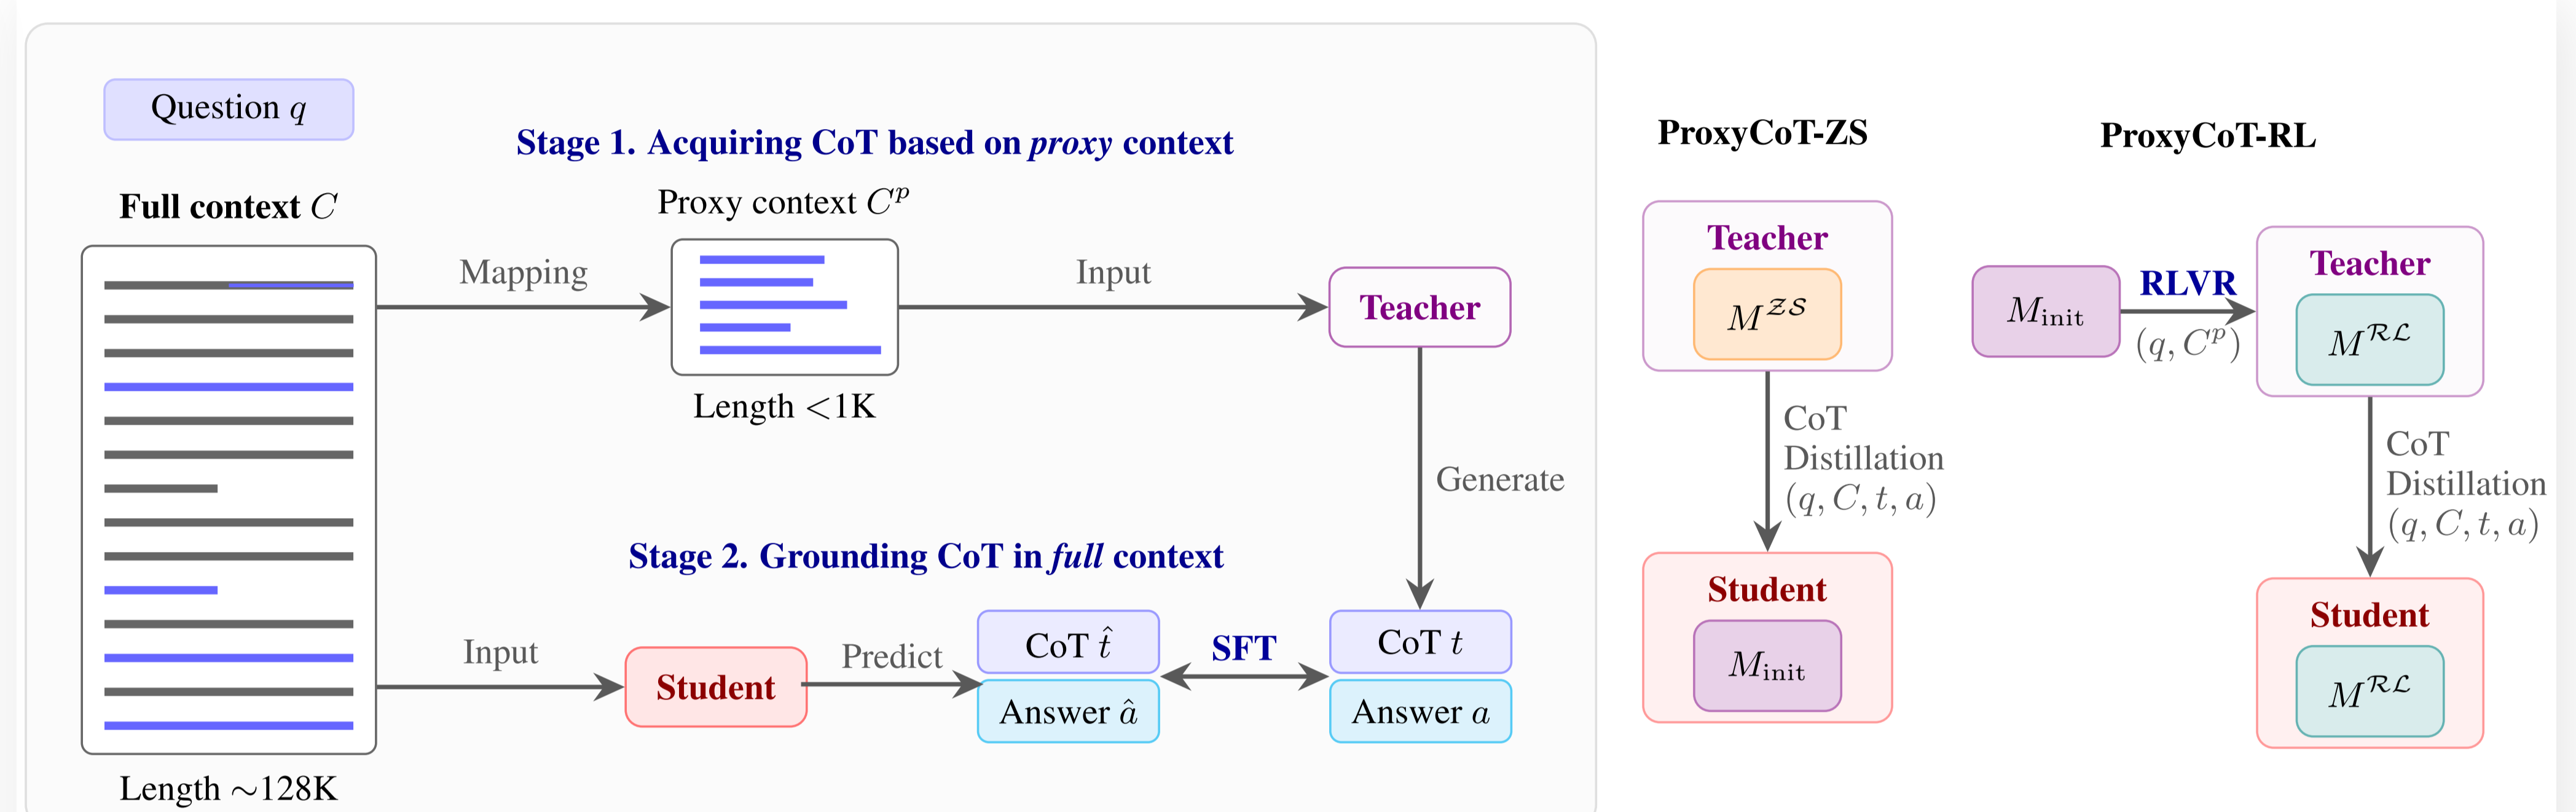 Question q
Stage 1. Acquiring CoT based on proxy context
Full context C
Proxy context Cᵖ
Mapping
Input
Teacher
Length <1K
Generate
Stage 2. Grounding CoT in full context
Input
Student
Predict
CoT t̂
Answer â
SFT
CoT t
Answer a
Length ~128K
ProxyCoT-ZS
Teacher
M^𝒵𝒮
CoT
Distillation
(q, C, t, a)
Student
M_init
ProxyCoT-RL
M_init
RLVR
(q, Cᵖ)
Teacher
M^ℛℒ
CoT
Distillation
(q, C, t, a)
Student
M^ℛℒ